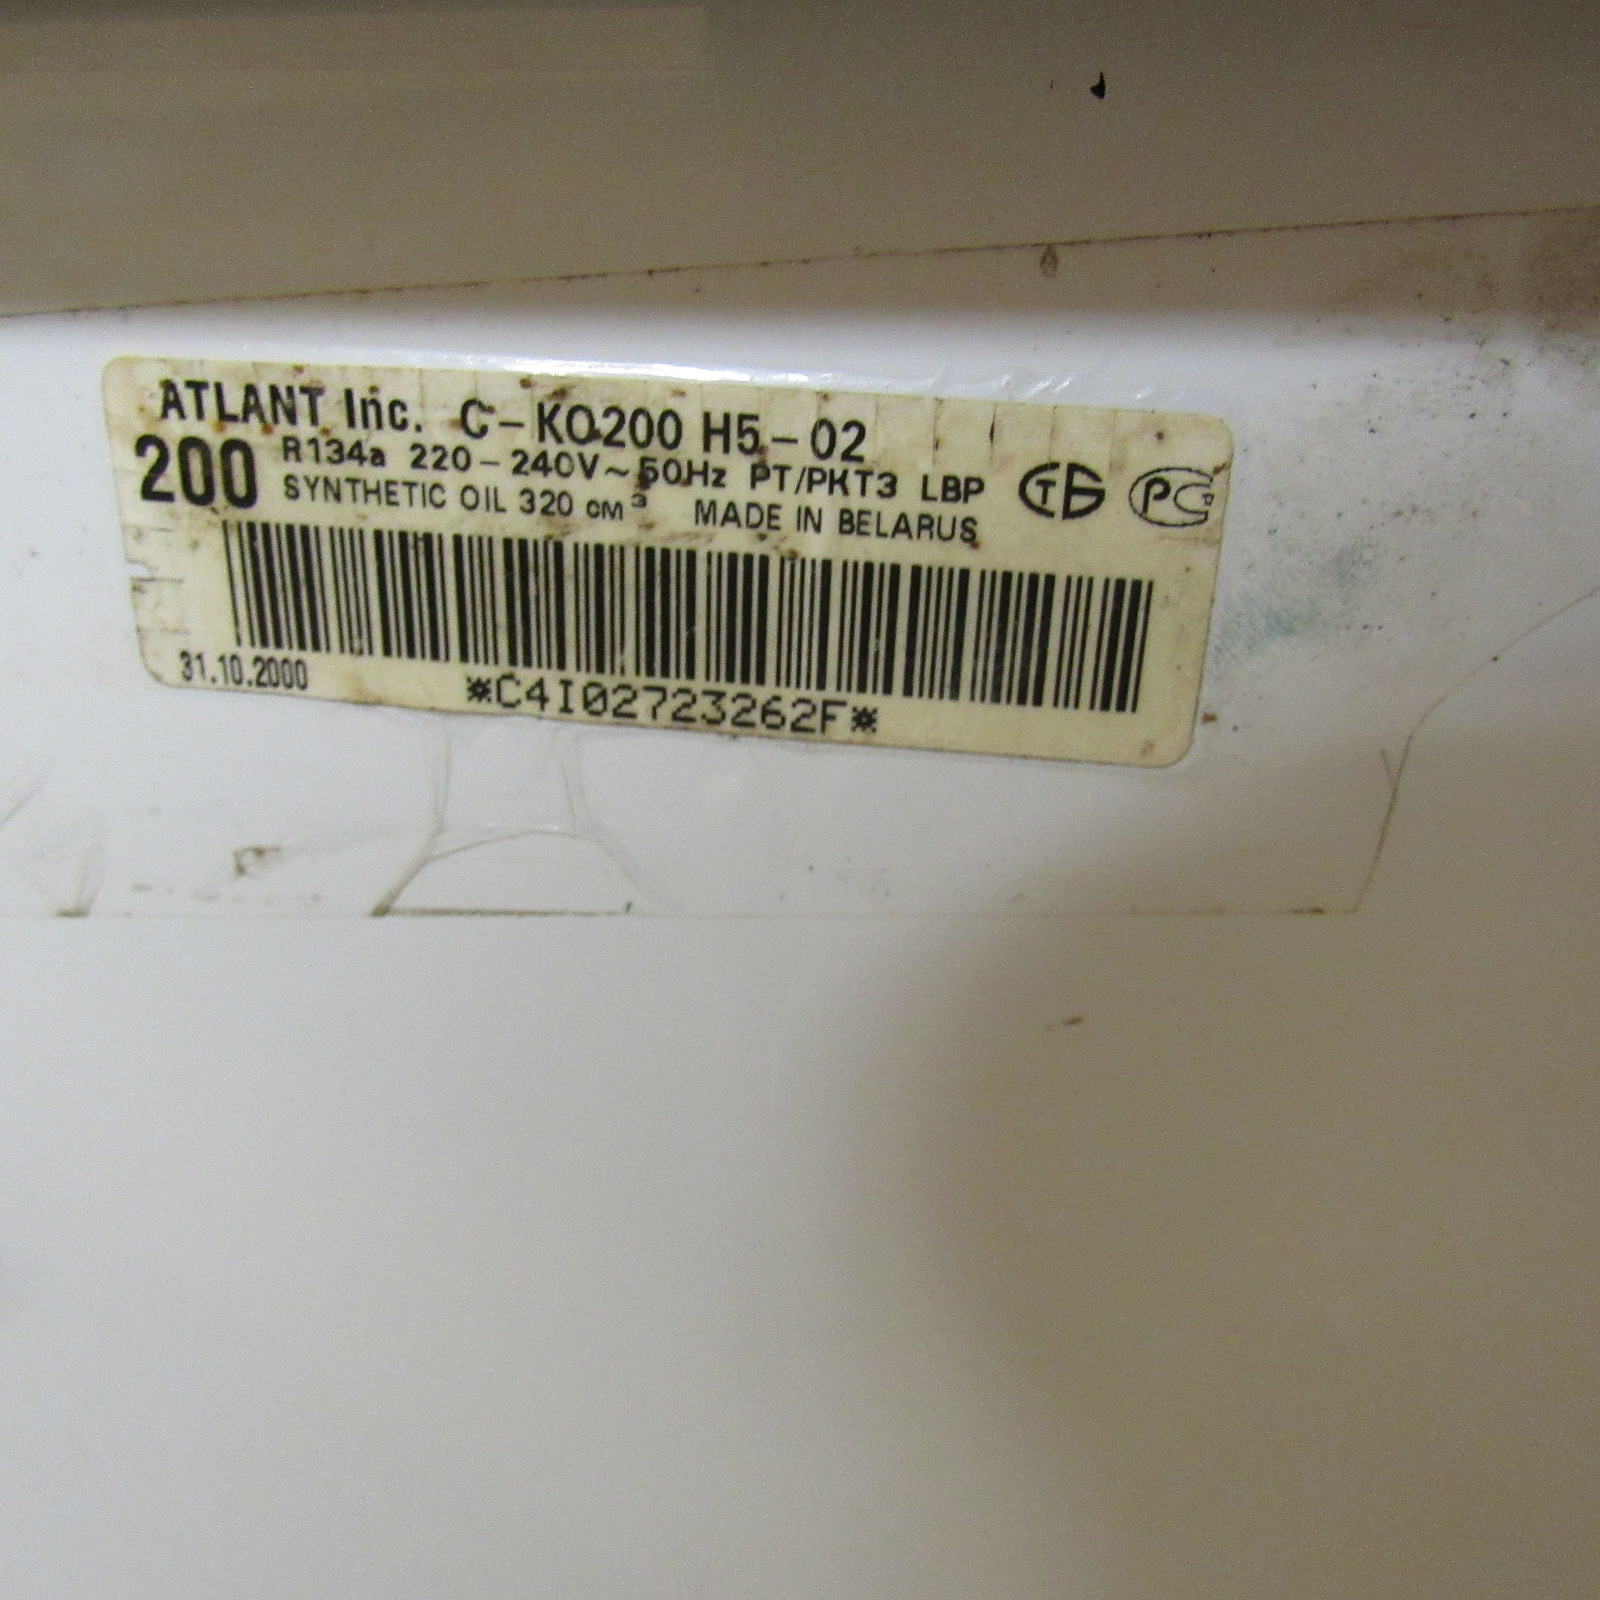 ATLANT Inc. C-KO200 H5-02
200
R134a 220-240V~50Hz PT/PKT3 LBP
SYNTHETIC OIL 320 cm³ MADE IN BELARUS
31.10.2000
*C4I02723262F*